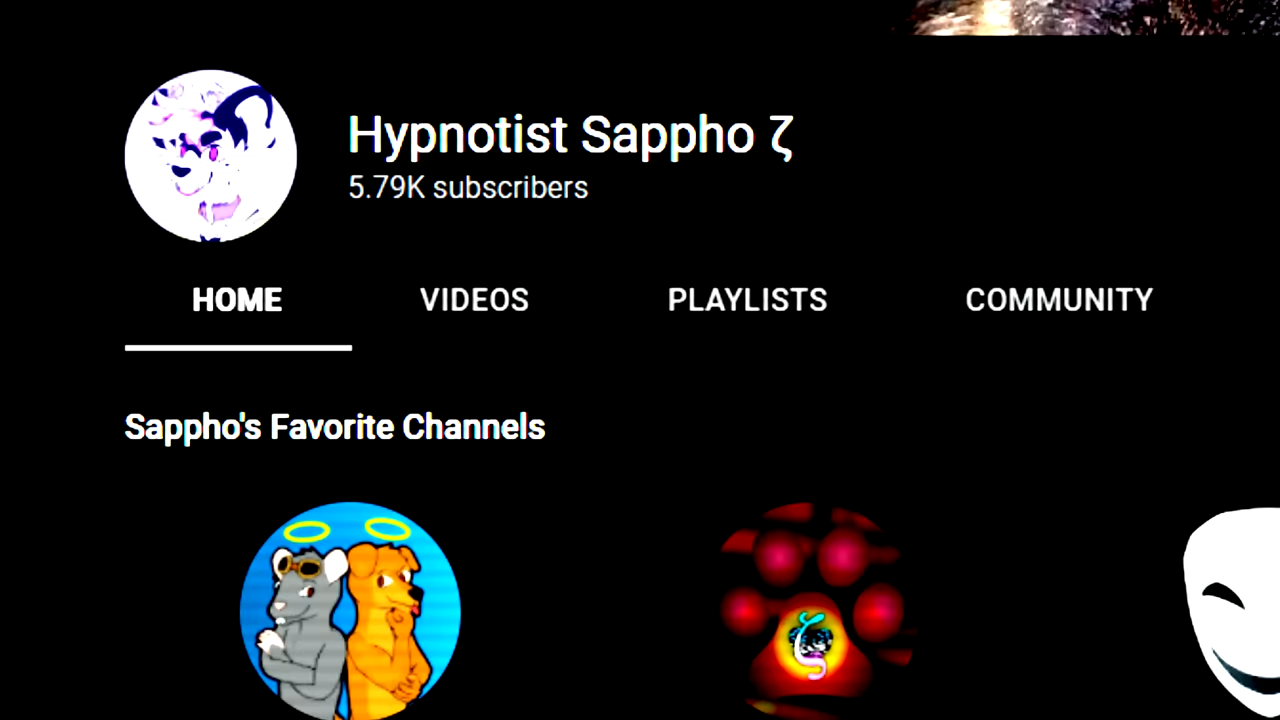 Hypnotist Sappho ζ
5.79K subscribers
HOME VIDEOS PLAYLISTS COMMUNITY
Sappho's Favorite Channels
ζ